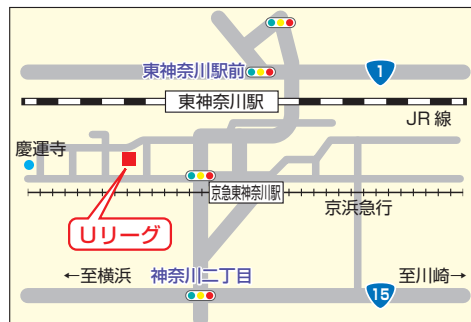 東神奈川駅前
1
東神奈川駅
JR線
慶運寺
京急東神奈川駅
京浜急行
Uリーグ
←至横浜
神奈川二丁目
至川崎→
15